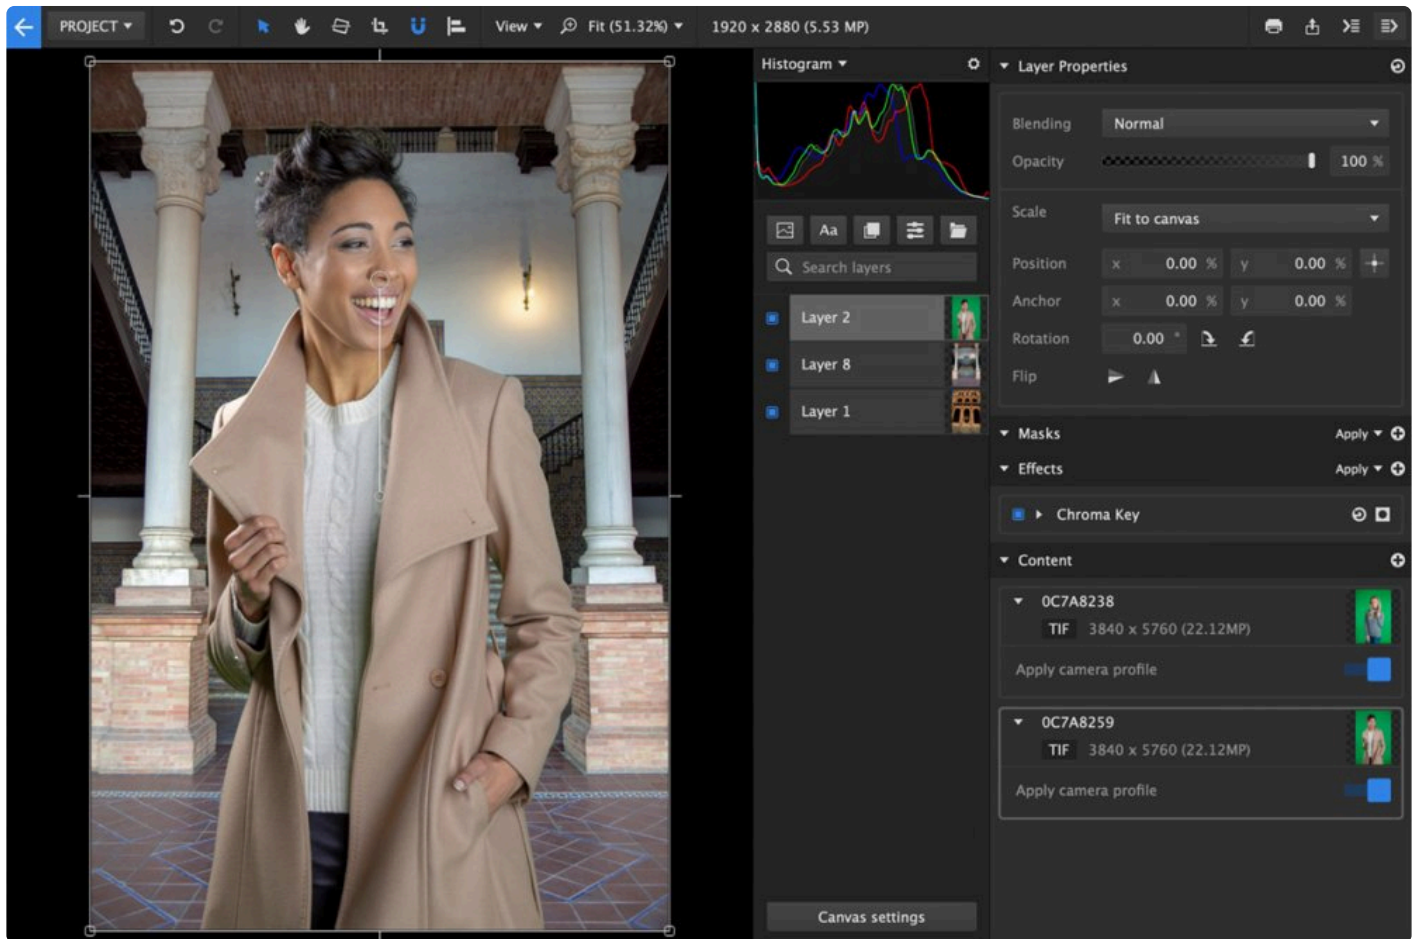 PROJECT
View
Fit (51.32%)
1920 x 2880 (5.53 MP)
Histogram
Aa
Search layers
Layer 2
Layer 8
Layer 1
Canvas settings
Layer Properties
Blending Normal
Opacity 100 %
Scale Fit to canvas
Position x 0.00 % y 0.00 %
Anchor x 0.00 % y 0.00 %
Rotation 0.00 °
Flip
Masks Apply
Effects Apply
Chroma Key
Content
0C7A8238
TIF 3840 x 5760 (22.12MP)
Apply camera profile
0C7A8259
TIF 3840 x 5760 (22.12MP)
Apply camera profile